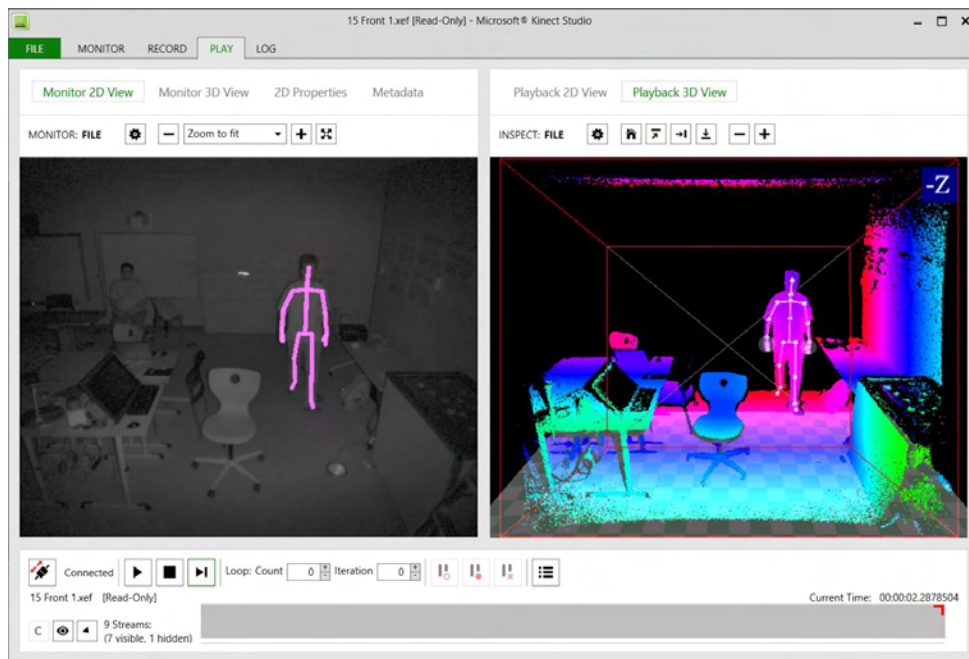 15 Front 1.xef [Read-Only] - Microsoft® Kinect Studio
FILE MONITOR RECORD PLAY LOG
Monitor 2D View Monitor 3D View 2D Properties Metadata
Playback 2D View Playback 3D View
MONITOR: FILE Zoom to fit
INSPECT: FILE
-Z
Connected Loop: Count 0 Iteration 0
15 Front 1.xef [Read-Only] Current Time: 00:00:02.2878504
C 9 Streams:
(7 visible, 1 hidden)